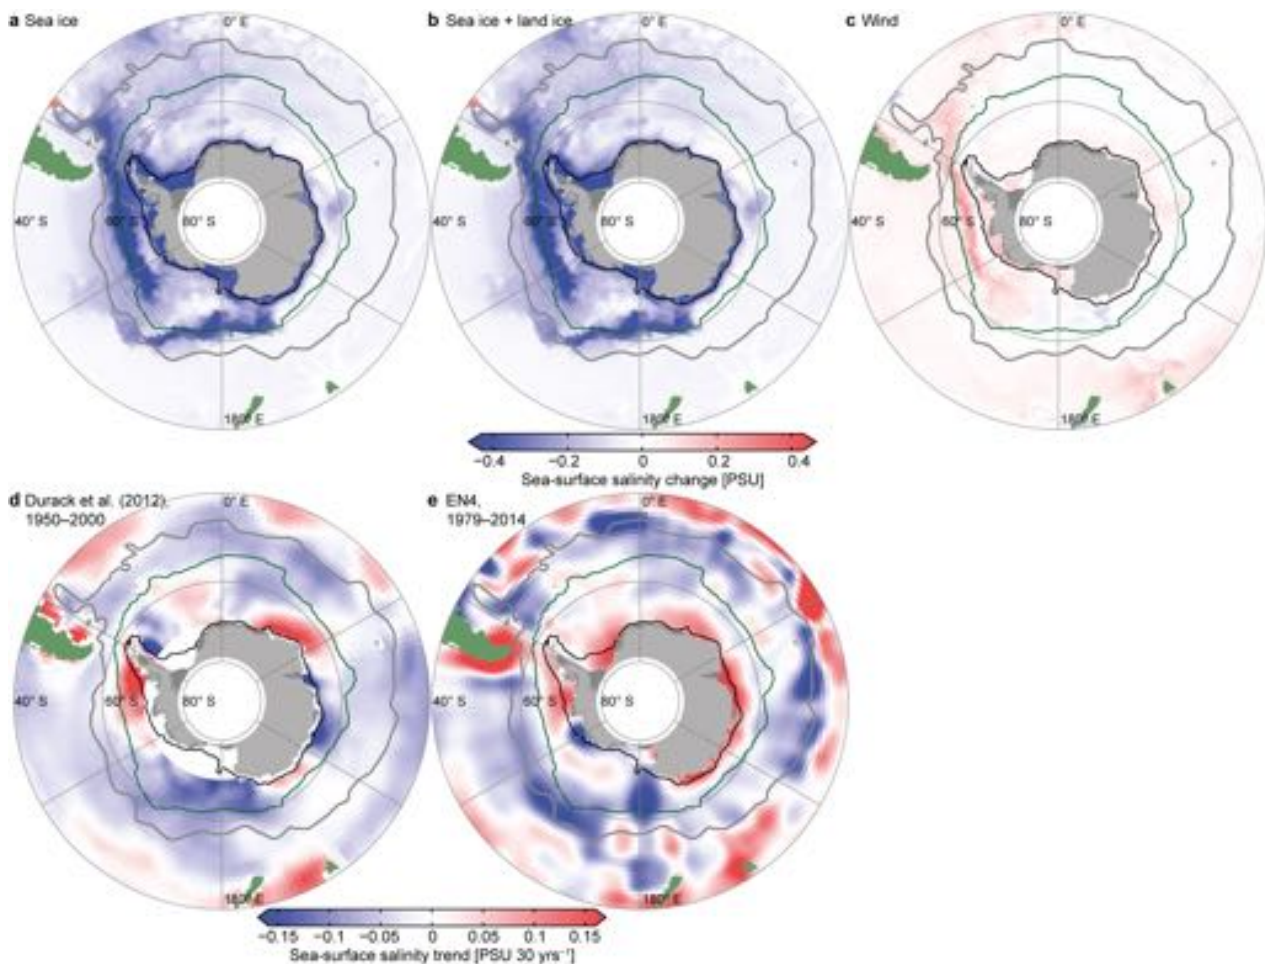 a Sea ice
0° E
40° S
60° S
80° S
180° E
b Sea ice + land ice
0° E
40° S
60° S
80° S
180° E
c Wind
0° E
40° S
60° S
80° S
180° E
−0.4 −0.2 0 0.2 0.4
Sea-surface salinity change [PSU]
d Durack et al. (2012),
1950–2000
0° E
40° S
60° S
80° S
180° E
e EN4,
1979–2014
0° E
40° S
60° S
80° S
180° E
−0.15 −0.1 −0.05 0 0.05 0.1 0.15
Sea-surface salinity trend [PSU 30 yrs⁻¹]